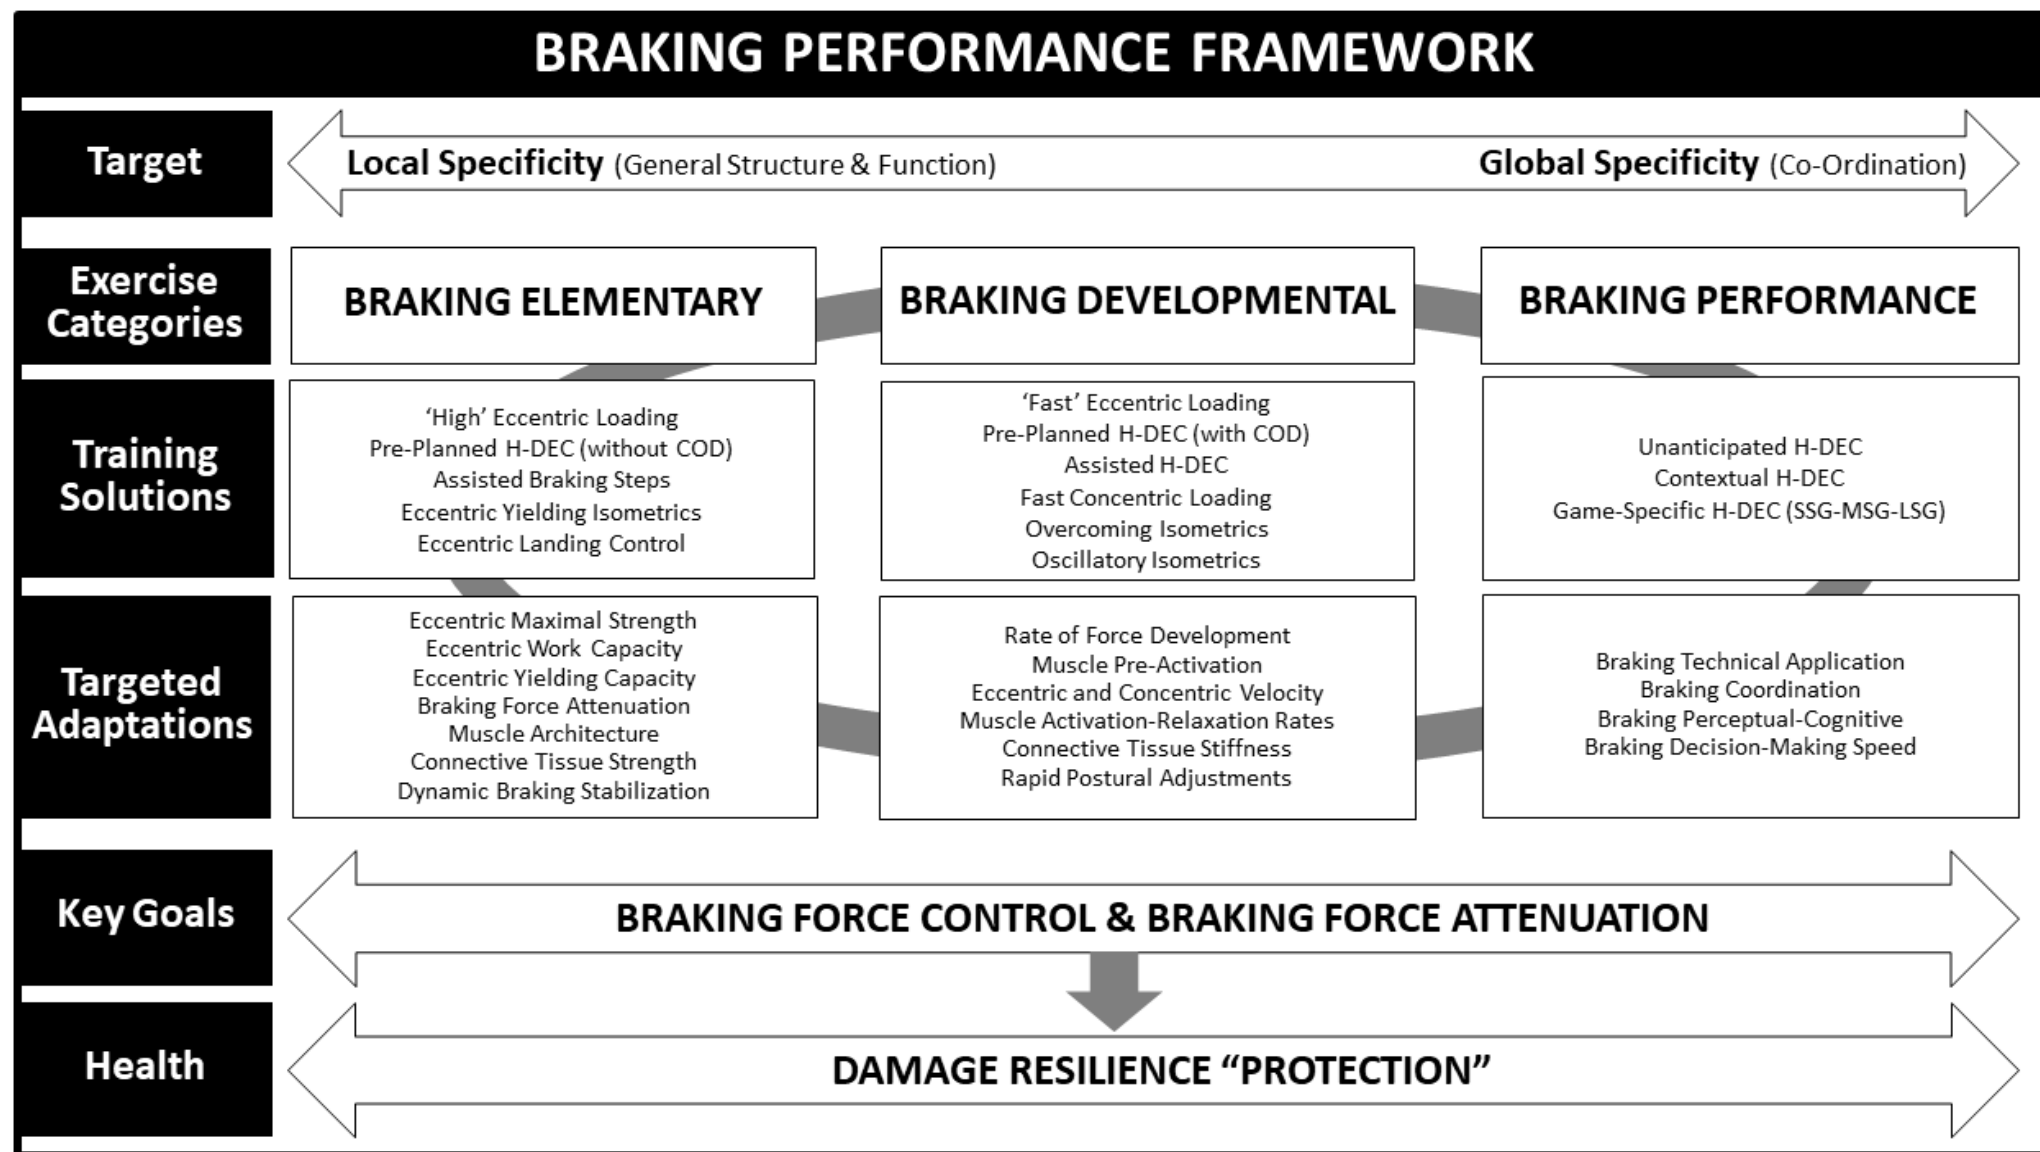 BRAKING PERFORMANCE FRAMEWORK
Target
Local Specificity (General Structure & Function)
Global Specificity (Co-Ordination)
Exercise
Categories
BRAKING ELEMENTARY
BRAKING DEVELOPMENTAL
BRAKING PERFORMANCE
Training
Solutions
‘High’ Eccentric Loading
Pre-Planned H-DEC (without COD)
Assisted Braking Steps
Eccentric Yielding Isometrics
Eccentric Landing Control
‘Fast’ Eccentric Loading
Pre-Planned H-DEC (with COD)
Assisted H-DEC
Fast Concentric Loading
Overcoming Isometrics
Oscillatory Isometrics
Unanticipated H-DEC
Contextual H-DEC
Game-Specific H-DEC (SSG-MSG-LSG)
Targeted
Adaptations
Eccentric Maximal Strength
Eccentric Work Capacity
Eccentric Yielding Capacity
Braking Force Attenuation
Muscle Architecture
Connective Tissue Strength
Dynamic Braking Stabilization
Rate of Force Development
Muscle Pre-Activation
Eccentric and Concentric Velocity
Muscle Activation-Relaxation Rates
Connective Tissue Stiffness
Rapid Postural Adjustments
Braking Technical Application
Braking Coordination
Braking Perceptual-Cognitive
Braking Decision-Making Speed
Key Goals
BRAKING FORCE CONTROL & BRAKING FORCE ATTENUATION
Health
DAMAGE RESILIENCE “PROTECTION”